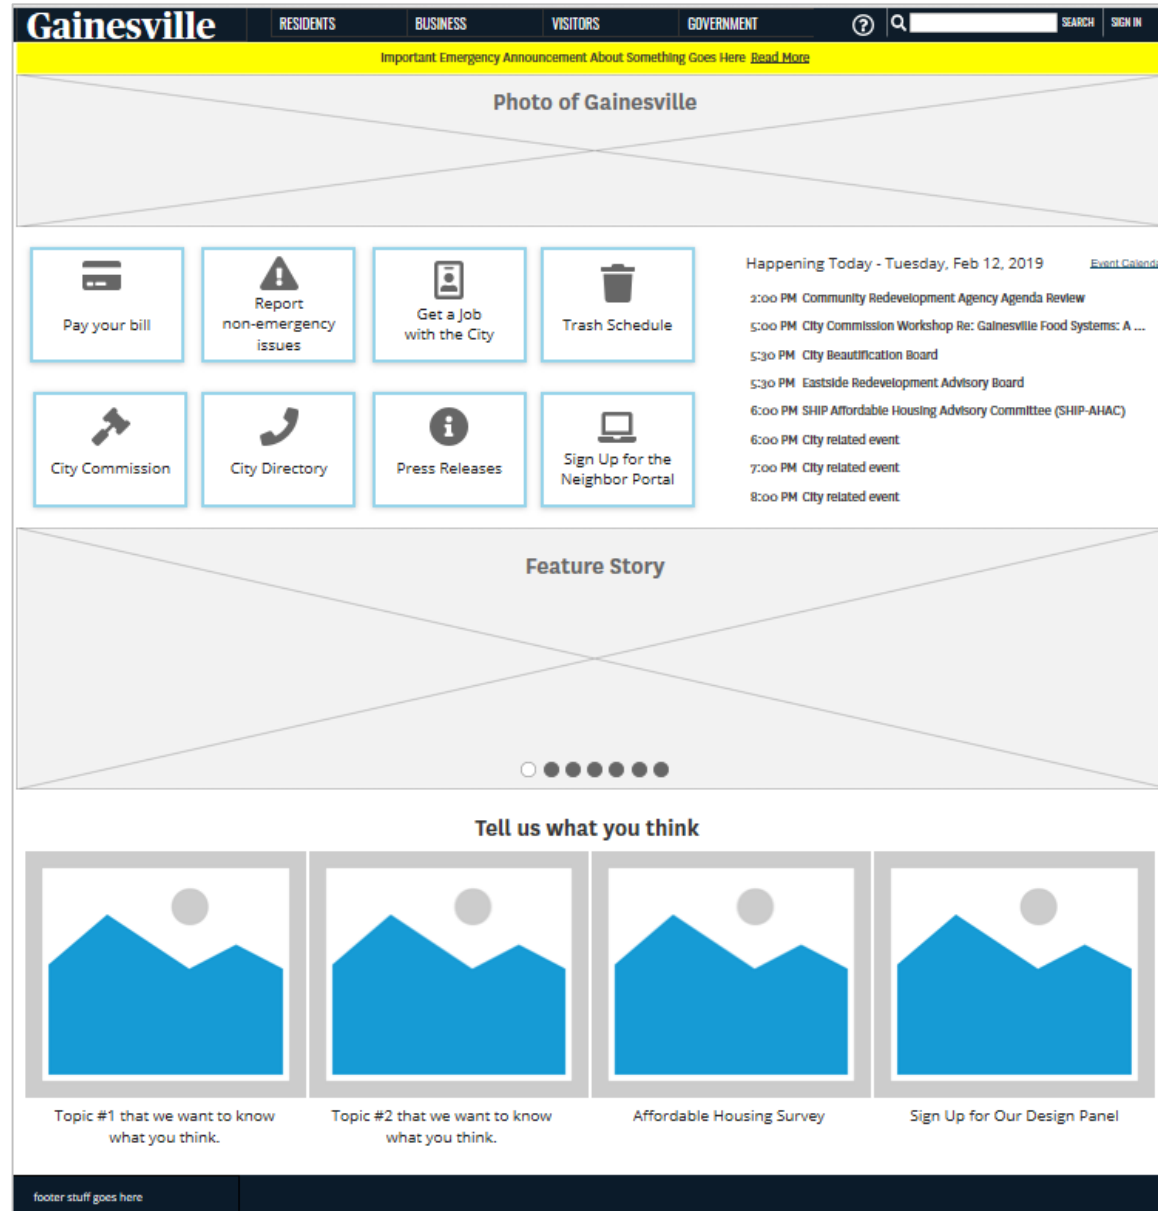 Gainesville RESIDENTS BUSINESS VISITORS GOVERNMENT SEARCH SIGN IN
Important Emergency Announcement About Something Goes Here Read More
Photo of Gainesville
Pay your bill
Report
non-emergency
issues
Get a Job
with the City
Trash Schedule
City Commission
City Directory
Press Releases
Sign Up for the
Neighbor Portal
Happening Today - Tuesday, Feb 12, 2019 Event Calenda
2:00 PM Community Redevelopment Agency Agenda Review
5:00 PM City Commission Workshop Re: Gainesville Food Systems: A ...
5:30 PM City Beautification Board
5:30 PM Eastside Redevelopment Advisory Board
6:00 PM SHIP Affordable Housing Advisory Committee (SHIP-AHAC)
6:00 PM City related event
7:00 PM City related event
8:00 PM City related event
Feature Story
Tell us what you think
Topic #1 that we want to know
what you think.
Topic #2 that we want to know
what you think.
Affordable Housing Survey
Sign Up for Our Design Panel
footer stuff goes here